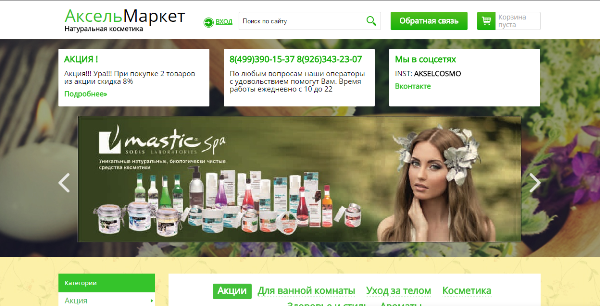 АксельМаркет
Натуральная косметика
вход
Поиск по сайту
Обратная связь
Корзина
пуста
АКЦИЯ !
Акция!!! Ура!!! При покупке 2 товаров
из акции скидка 8%
Подробнее»
8(499)390-15-37 8(926)343-23-07
По любым вопросам наши операторы
с удовольствием помогут Вам. Время
работы ежедневно с 10 до 22
Мы в соцсетях
INST: AKSELCOSMO
Вконтакте
mastic spa
SOELS LABORATORIES
Уникальные натуральные, биологически чистые
средства косметики
Категории
Акция
Акции Для ванной комнаты Уход за телом Косметика
Здоровье и стиль Ароматы